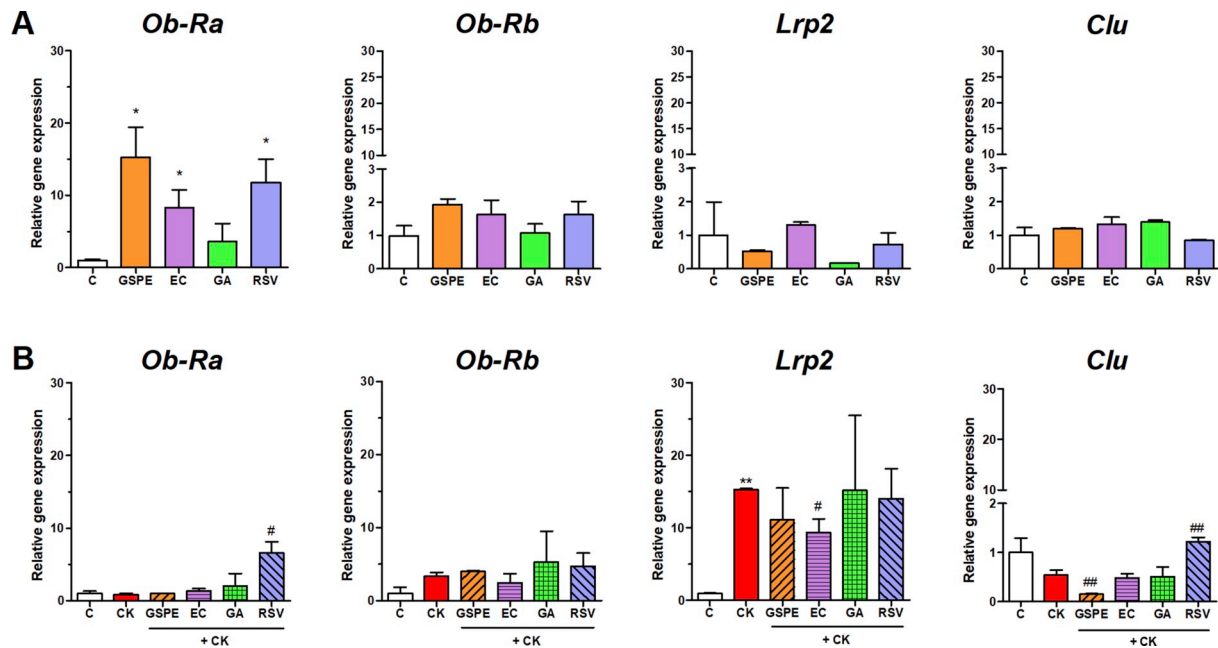 A
Ob-Ra
Ob-Rb
Lrp2
Clu
Relative gene expression
30
20
10
0
*
*
*
C GSPE EC GA RSV
Relative gene expression
30
25
20
15
10
3
2
1
0
C GSPE EC GA RSV
Relative gene expression
30
25
20
15
10
3
2
1
0
C GSPE EC GA RSV
Relative gene expression
30
25
20
15
10
3
2
1
0
C GSPE EC GA RSV
B
Ob-Ra
Ob-Rb
Lrp2
Clu
Relative gene expression
30
20
10
0
#
C CK GSPE EC GA RSV
+ CK
Relative gene expression
30
20
10
0
C CK GSPE EC GA RSV
+ CK
Relative gene expression
30
20
10
0
**
#
C CK GSPE EC GA RSV
+ CK
Relative gene expression
30
20
10
2
1
0
##
##
C CK GSPE EC GA RSV
+ CK